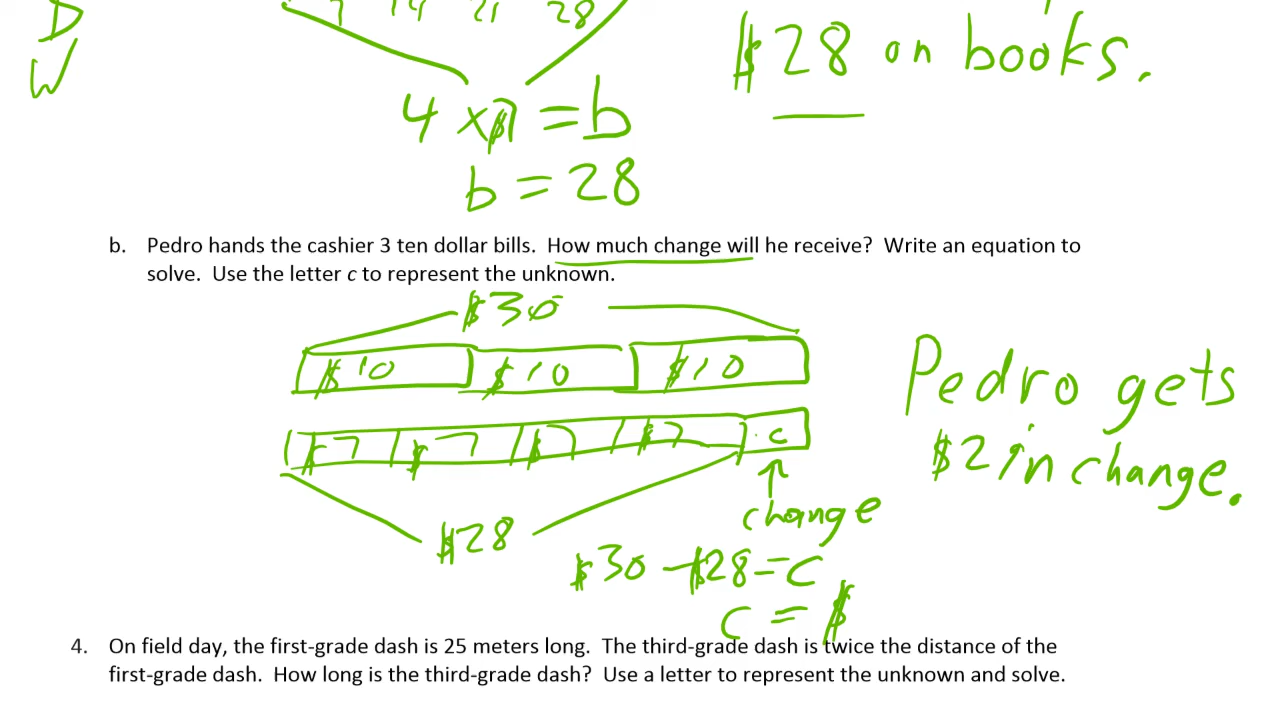 D
W
7 14 21 28
$28 on books.
4 x $7 = b
b = 28
b. Pedro hands the cashier 3 ten dollar bills. How much change will he receive? Write an equation to
solve. Use the letter c to represent the unknown.
$30
$10 $10 $10
$7 $7 $7 $7 c
change
$28
$30 - $28 = c
c = $
Pedro gets
$2 in change.
4. On field day, the first-grade dash is 25 meters long. The third-grade dash is twice the distance of the
first-grade dash. How long is the third-grade dash? Use a letter to represent the unknown and solve.